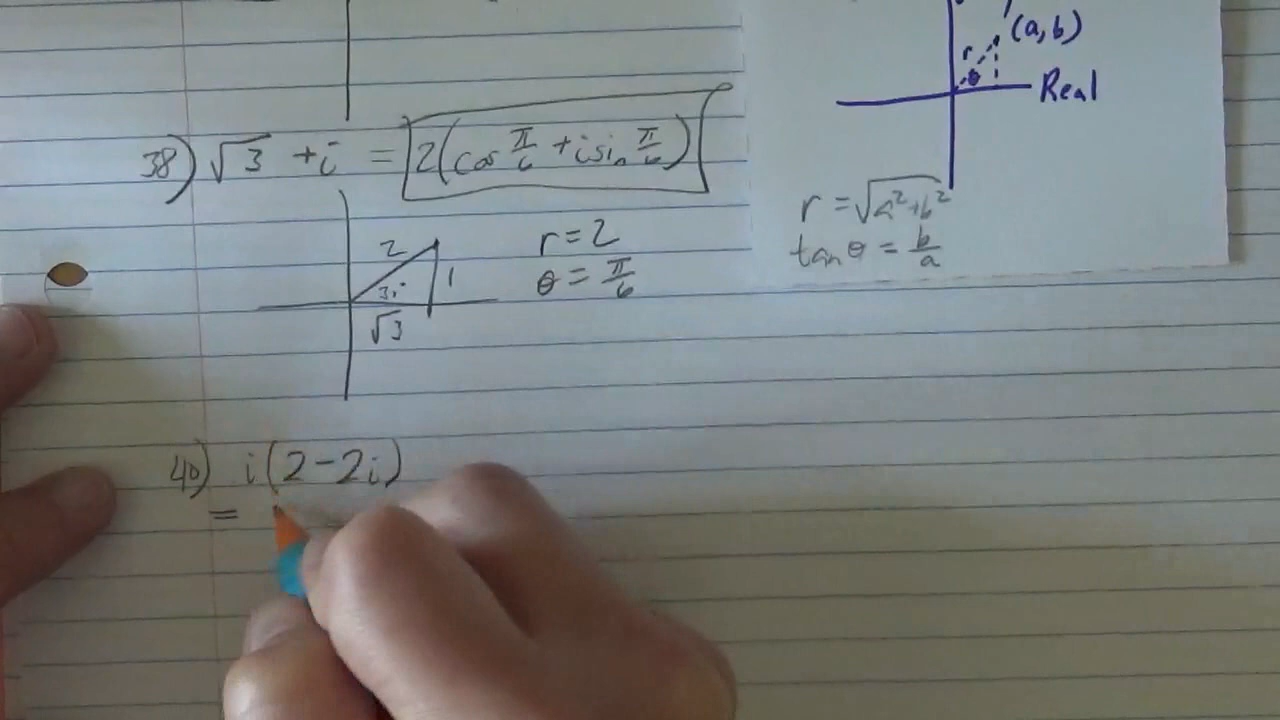 38) √3 + i = 2(cos π/6 + i sin π/6)
2
30°
1
√3
r = 2
θ = π/6
40) i(2 - 2i)
=
(a, b)
r
θ
Real
r = √a² + b²
tan θ = b/a